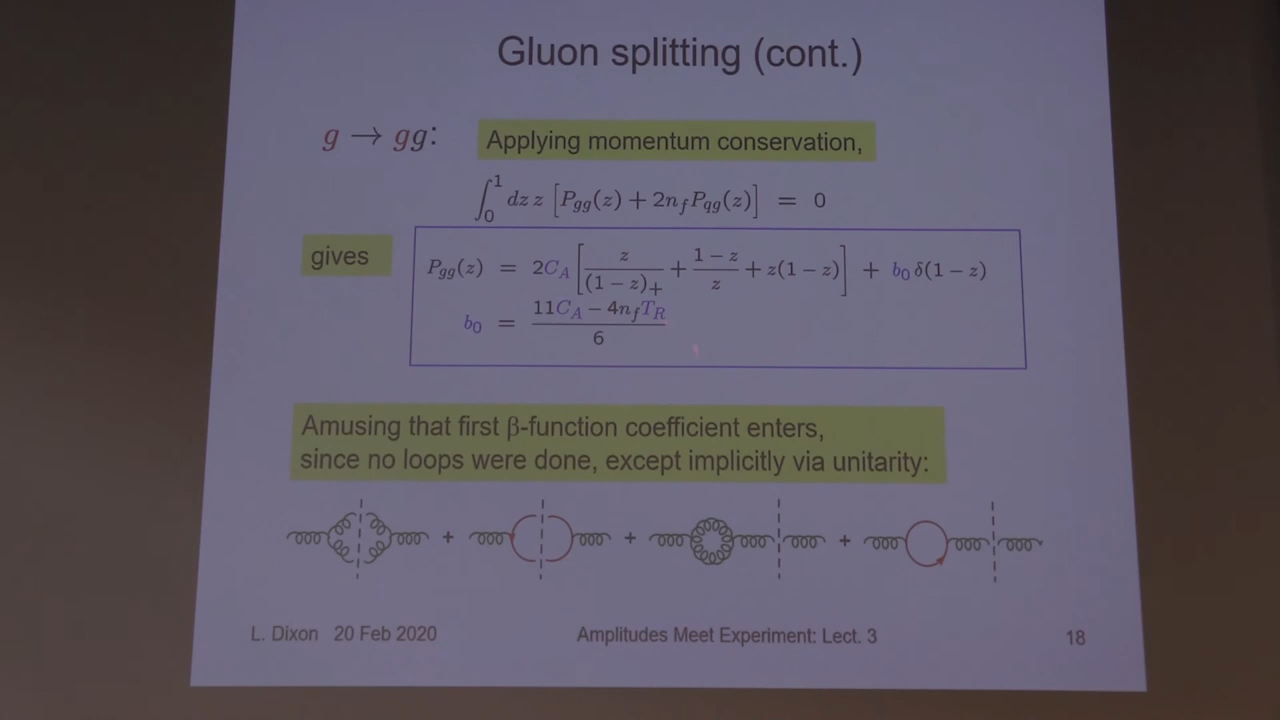 Gluon splitting (cont.)
g → gg: Applying momentum conservation,
∫₀¹ dz z [P_gg(z) + 2n_f P_qg(z)] = 0
gives
P_gg(z) = 2C_A [ z/(1 − z)₊ + (1 − z)/z + z(1 − z) ] + b₀ δ(1 − z)
b₀ = (11C_A − 4n_f T_R)/6
Amusing that first β-function coefficient enters,
since no loops were done, except implicitly via unitarity:
+ + +
L. Dixon 20 Feb 2020 Amplitudes Meet Experiment: Lect. 3 18